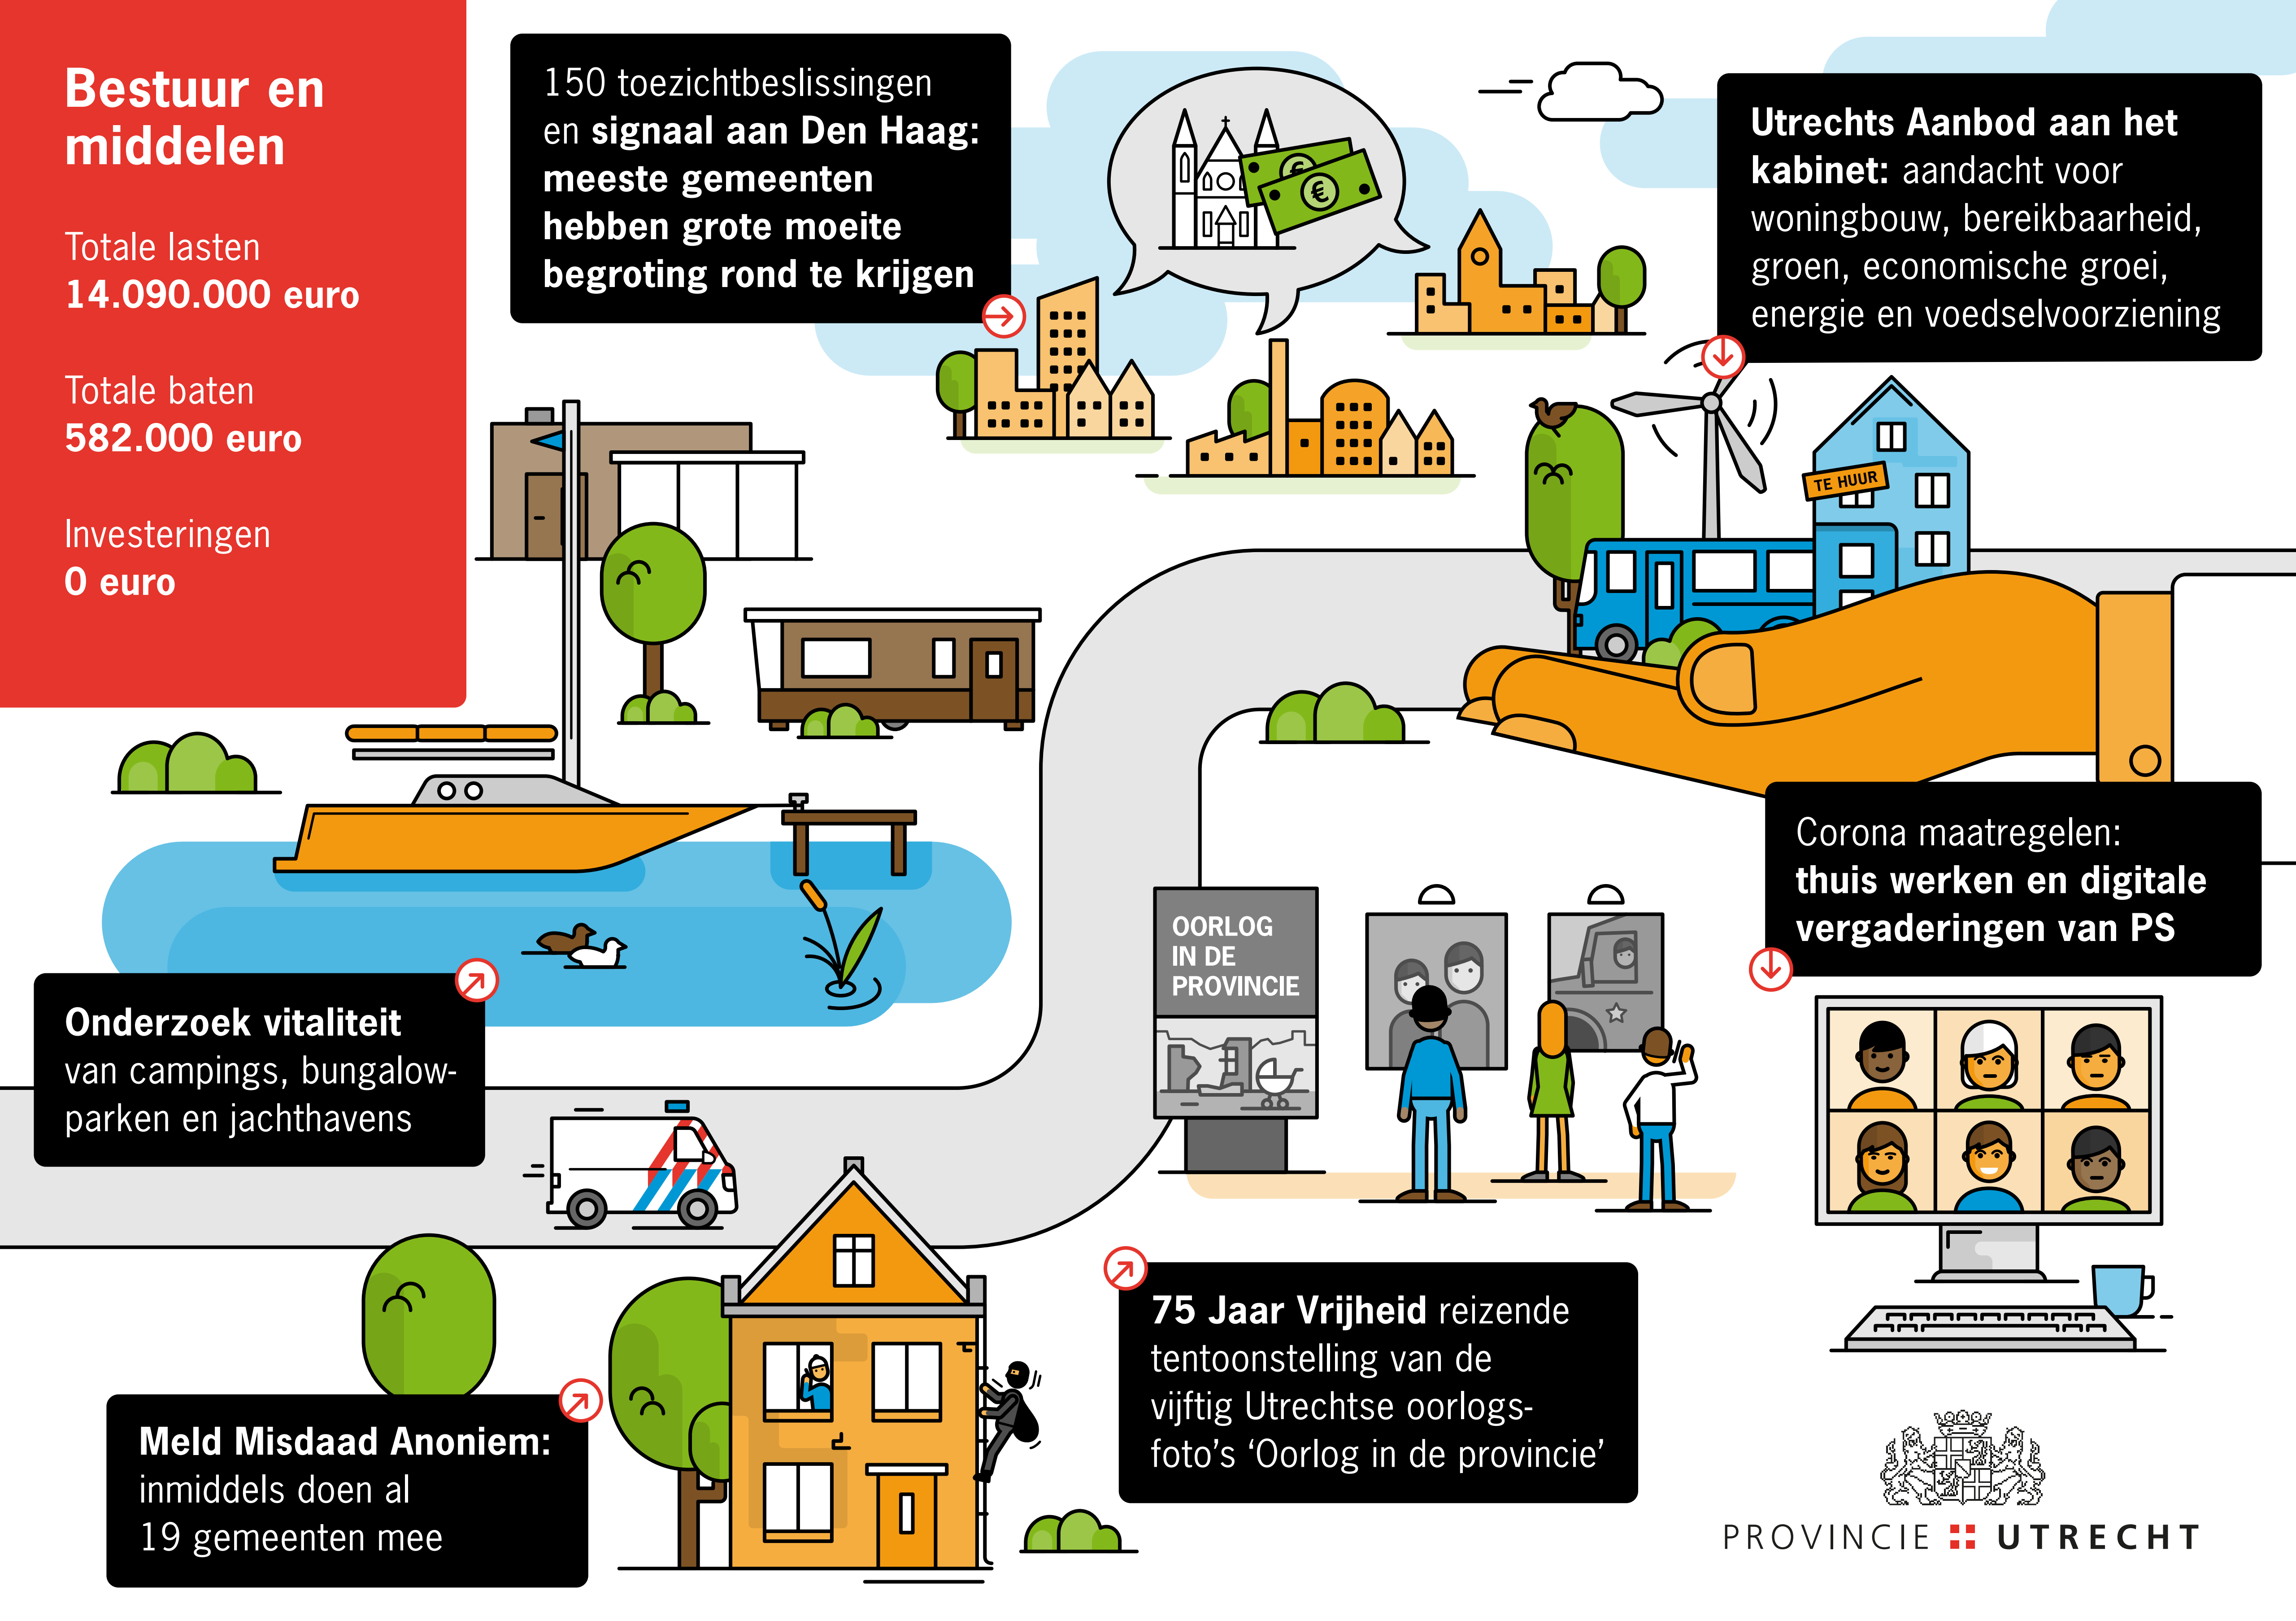 Bestuur en
middelen
Totale lasten
14.090.000 euro
Totale baten
582.000 euro
Investeringen
0 euro
150 toezichtbeslissingen
en signaal aan Den Haag:
meeste gemeenten
hebben grote moeite
begroting rond te krijgen
€
€
Utrechts Aanbod aan het
kabinet: aandacht voor
woningbouw, bereikbaarheid,
groen, economische groei,
energie en voedselvoorziening
TE HUUR
Corona maatregelen:
thuis werken en digitale
vergaderingen van PS
OORLOG
IN DE
PROVINCIE
Onderzoek vitaliteit
van campings, bungalow-
parken en jachthavens
75 Jaar Vrijheid reizende
tentoonstelling van de
vijftig Utrechtse oorlogs-
foto’s ‘Oorlog in de provincie’
Meld Misdaad Anoniem:
inmiddels doen al
19 gemeenten mee
PROVINCIE UTRECHT